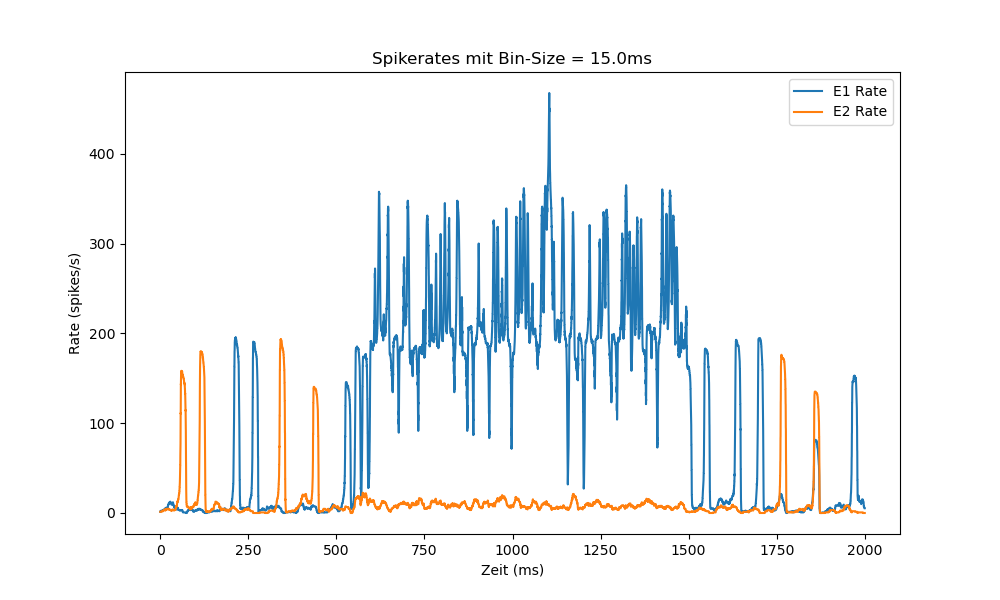 Spikerates mit Bin-Size = 15.0ms
E1 Rate
E2 Rate
Rate (spikes/s)
400
300
200
100
0
0 250 500 750 1000 1250 1500 1750 2000
Zeit (ms)